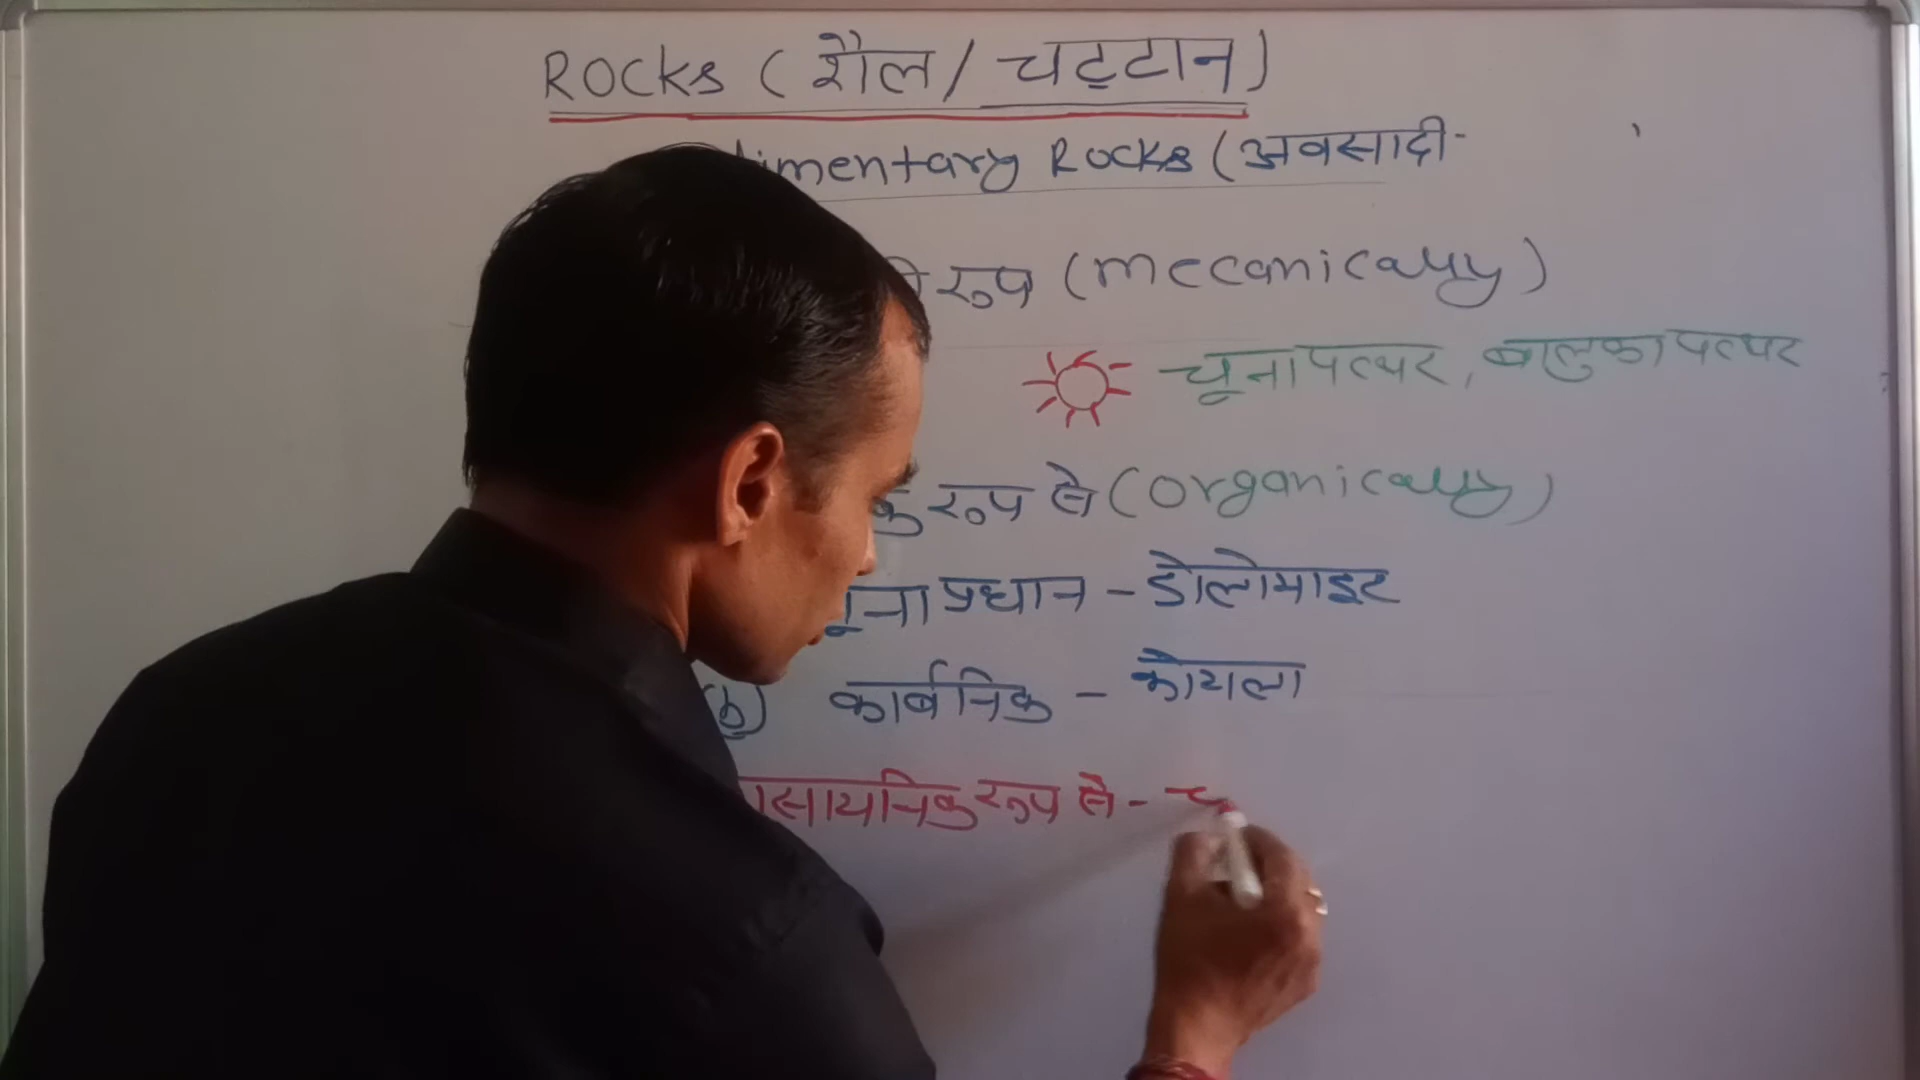 Rocks (शैल / चट्टान)
imentary Rocks (अवसादी-
रूप (mecanically)
चूना पत्थर, बालुका पत्थर
रूप से (organically)
प्रधान - डोलोमाइट
(b) कार्बनिक - कोयला
सायनिक रूप से -